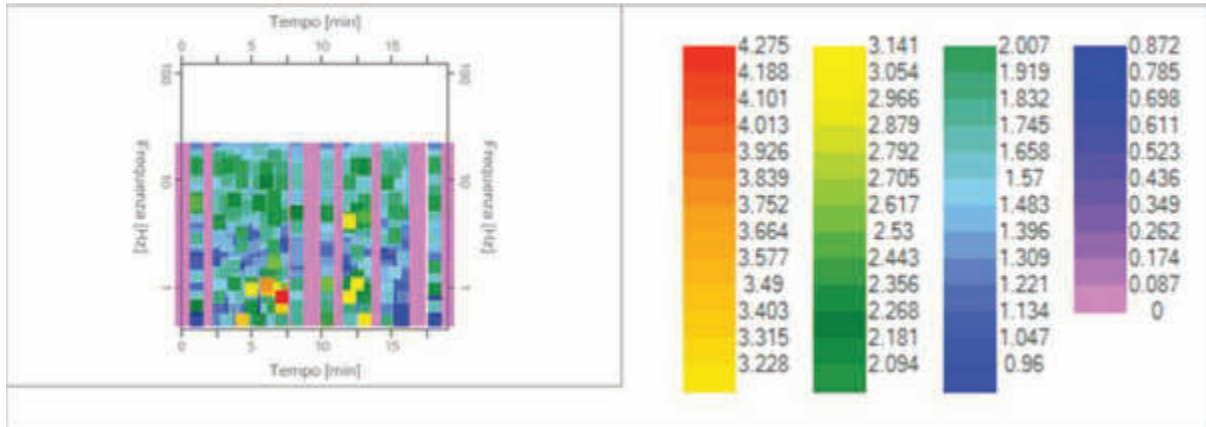 Tempo [min]
0 5 10 15
100 100
Frequenza [Hz] Frequenza [Hz]
10 10
1 1
0 5 10 15
Tempo [min]
4.275 3.141 2.007 0.872
4.188 3.054 1.919 0.785
4.101 2.966 1.832 0.698
4.013 2.879 1.745 0.611
3.926 2.792 1.658 0.523
3.839 2.705 1.57 0.436
3.752 2.617 1.483 0.349
3.664 2.53 1.396 0.262
3.577 2.443 1.309 0.174
3.49 2.356 1.221 0.087
3.403 2.268 1.134 0
3.315 2.181 1.047
3.228 2.094 0.96